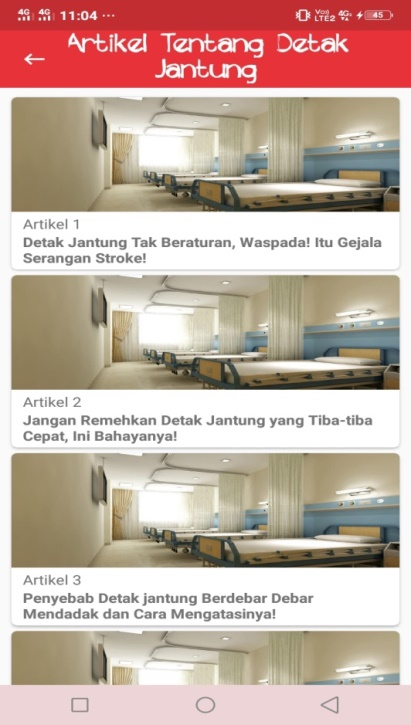 4G 4G 11:04 ...
Vo) LTE2 4G 45
Artikel Tentang Detak
Jantung
Artikel 1
Detak Jantung Tak Beraturan, Waspada! Itu Gejala
Serangan Stroke!
Artikel 2
Jangan Remehkan Detak Jantung yang Tiba-tiba
Cepat, Ini Bahayanya!
Artikel 3
Penyebab Detak jantung Berdebar Debar
Mendadak dan Cara Mengatasinya!